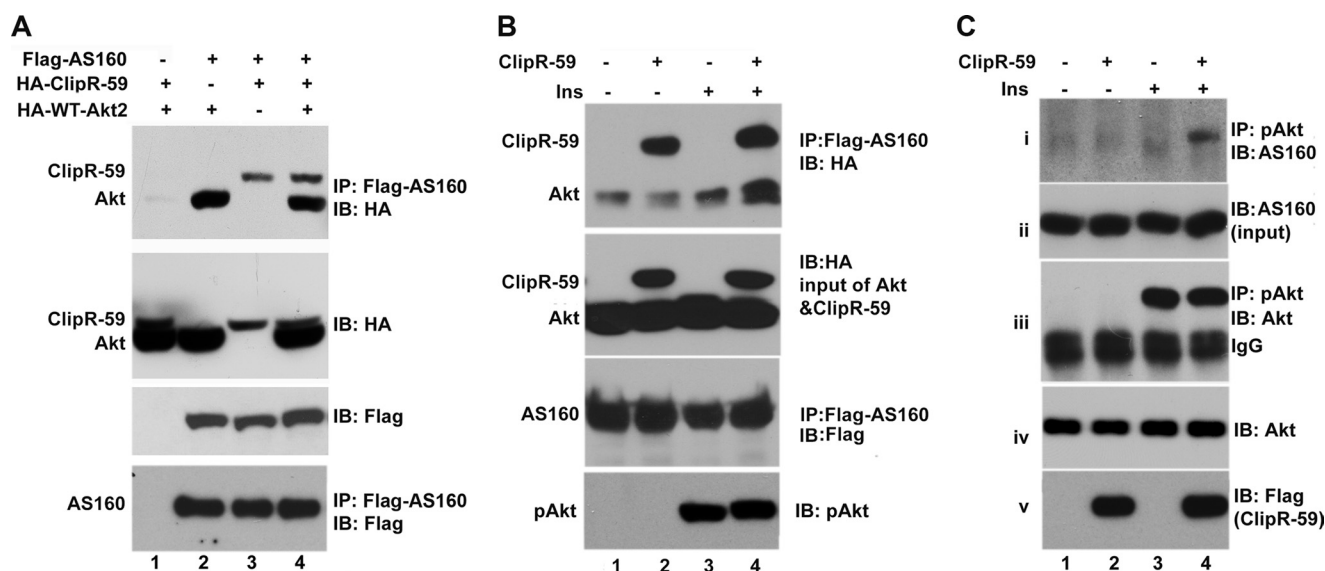 A
Flag-AS160 - + + +
HA-ClipR-59 + - + +
HA-WT-Akt2 + + - +
ClipR-59
Akt
IP: Flag-AS160
IB: HA
ClipR-59
Akt
IB: HA
IB: Flag
AS160
IP: Flag-AS160
IB: Flag
1 2 3 4
B
ClipR-59 - + - +
Ins - - + +
ClipR-59
Akt
IP:Flag-AS160
IB: HA
ClipR-59
Akt
IB:HA
input of Akt
&ClipR-59
AS160
IP:Flag-AS160
IB:Flag
pAkt
IB: pAkt
1 2 3 4
C
ClipR-59 - + - +
Ins - - + +
i
IP: pAkt
IB:AS160
ii
IB:AS160
(input)
iii
IP: pAkt
IB: Akt
IgG
iv
IB: Akt
v
IB: Flag
(ClipR-59)
1 2 3 4